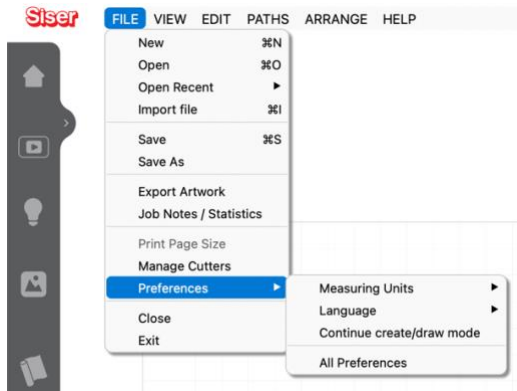 Siser
FILE VIEW EDIT PATHS ARRANGE HELP
New ⌘N
Open ⌘O
Open Recent
Import file ⌘I
Save ⌘S
Save As
Export Artwork
Job Notes / Statistics
Print Page Size
Manage Cutters
Preferences
Measuring Units
Language
Continue create/draw mode
All Preferences
Close
Exit